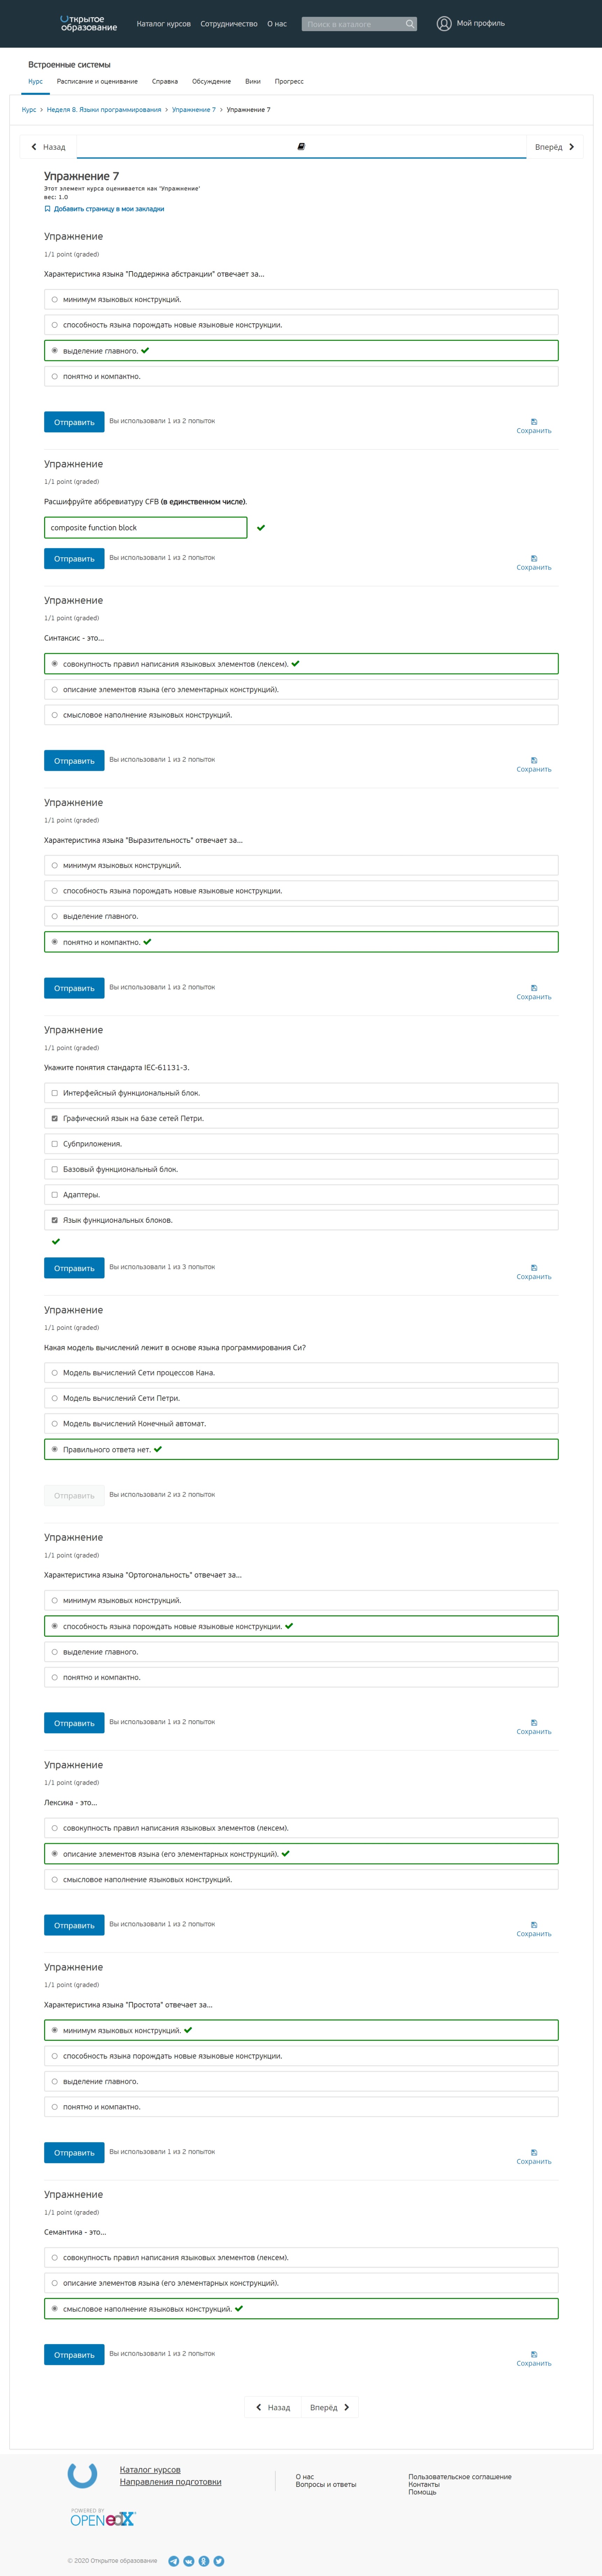 Открытое образование
Каталог курсов Сотрудничество О нас Поиск в каталоге Мой профиль
Встроенные системы
Курс Расписание и оценивание Справка Обсуждение Вики Прогресс
Курс > Неделя 8. Языки программирования > Упражнение 7 > Упражнение 7
Назад Вперёд
Упражнение 7
Этот элемент курса оценивается как 'Упражнение'
вес: 1.0
Добавить страницу в мои закладки
Упражнение
1/1 point (graded)
Характеристика языка "Поддержка абстракции" отвечает за...
минимум языковых конструкций.
способность языка порождать новые языковые конструкции.
выделение главного.
понятно и компактно.
Отправить Вы использовали 1 из 2 попыток
Сохранить
Упражнение
1/1 point (graded)
Расшифруйте аббревиатуру CFB (в единственном числе).
composite function block
Отправить Вы использовали 1 из 2 попыток
Сохранить
Упражнение
1/1 point (graded)
Синтаксис - это...
совокупность правил написания языковых элементов (лексем).
описание элементов языка (его элементарных конструкций).
смысловое наполнение языковых конструкций.
Отправить Вы использовали 1 из 2 попыток
Сохранить
Упражнение
1/1 point (graded)
Характеристика языка "Выразительность" отвечает за...
минимум языковых конструкций.
способность языка порождать новые языковые конструкции.
выделение главного.
понятно и компактно.
Отправить Вы использовали 1 из 2 попыток
Сохранить
Упражнение
1/1 point (graded)
Укажите понятия стандарта IEC-61131-3.
Интерфейсный функциональный блок.
Графический язык на базе сетей Петри.
Субприложения.
Базовый функциональный блок.
Адаптеры.
Язык функциональных блоков.
Отправить Вы использовали 1 из 3 попыток
Сохранить
Упражнение
1/1 point (graded)
Какая модель вычислений лежит в основе языка программирования Си?
Модель вычислений Сети процессов Кана.
Модель вычислений Сети Петри.
Модель вычислений Конечный автомат.
Правильного ответа нет.
Отправить Вы использовали 2 из 2 попыток
Упражнение
1/1 point (graded)
Характеристика языка "Ортогональность" отвечает за...
минимум языковых конструкций.
способность языка порождать новые языковые конструкции.
выделение главного.
понятно и компактно.
Отправить Вы использовали 1 из 2 попыток
Сохранить
Упражнение
1/1 point (graded)
Лексика - это...
совокупность правил написания языковых элементов (лексем).
описание элементов языка (его элементарных конструкций).
смысловое наполнение языковых конструкций.
Отправить Вы использовали 1 из 2 попыток
Сохранить
Упражнение
1/1 point (graded)
Характеристика языка "Простота" отвечает за...
минимум языковых конструкций.
способность языка порождать новые языковые конструкции.
выделение главного.
понятно и компактно.
Отправить Вы использовали 1 из 2 попыток
Сохранить
Упражнение
1/1 point (graded)
Семантика - это...
совокупность правил написания языковых элементов (лексем).
описание элементов языка (его элементарных конструкций).
смысловое наполнение языковых конструкций.
Отправить Вы использовали 1 из 2 попыток
Сохранить
Назад Вперёд
Каталог курсов
Направления подготовки
О нас
Вопросы и ответы
Пользовательское соглашение
Контакты
Помощь
POWERED BY
OPEN edX
© 2020 Открытое образование